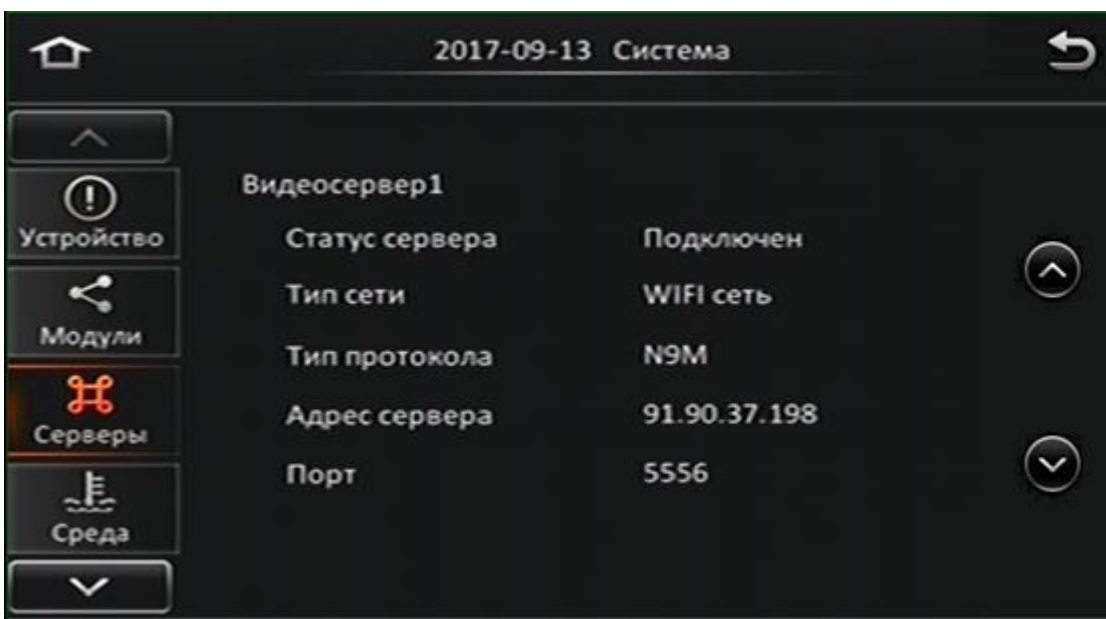 2017-09-13 Система
Устройство
Модули
Серверы
Среда
Видеосервер1
Статус сервера Подключен
Тип сети WIFI сеть
Тип протокола N9M
Адрес сервера 91.90.37.198
Порт 5556